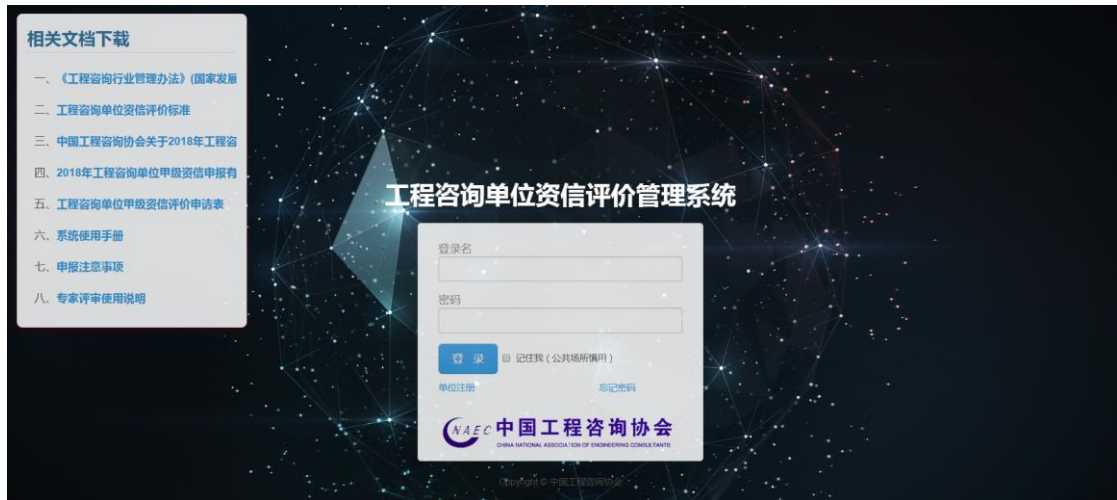 相关文档下载
一、《工程咨询行业管理办法》(国家发展
二、工程咨询单位资信评价标准
三、中国工程咨询协会关于2018年工程咨
四、2018年工程咨询单位甲级资信申报有
五、工程咨询单位甲级资信评价申请表
六、系统使用手册
七、申报注意事项
八、专家评审使用说明
工程咨询单位资信评价管理系统
登录名
密码
登 录 记住我（公共场所慎用）
单位注册 忘记密码
NAEC 中国工程咨询协会
CHINA NATIONAL ASSOCIATION OF ENGINEERING CONSULTANTS
Copyright © 中国工程咨询协会